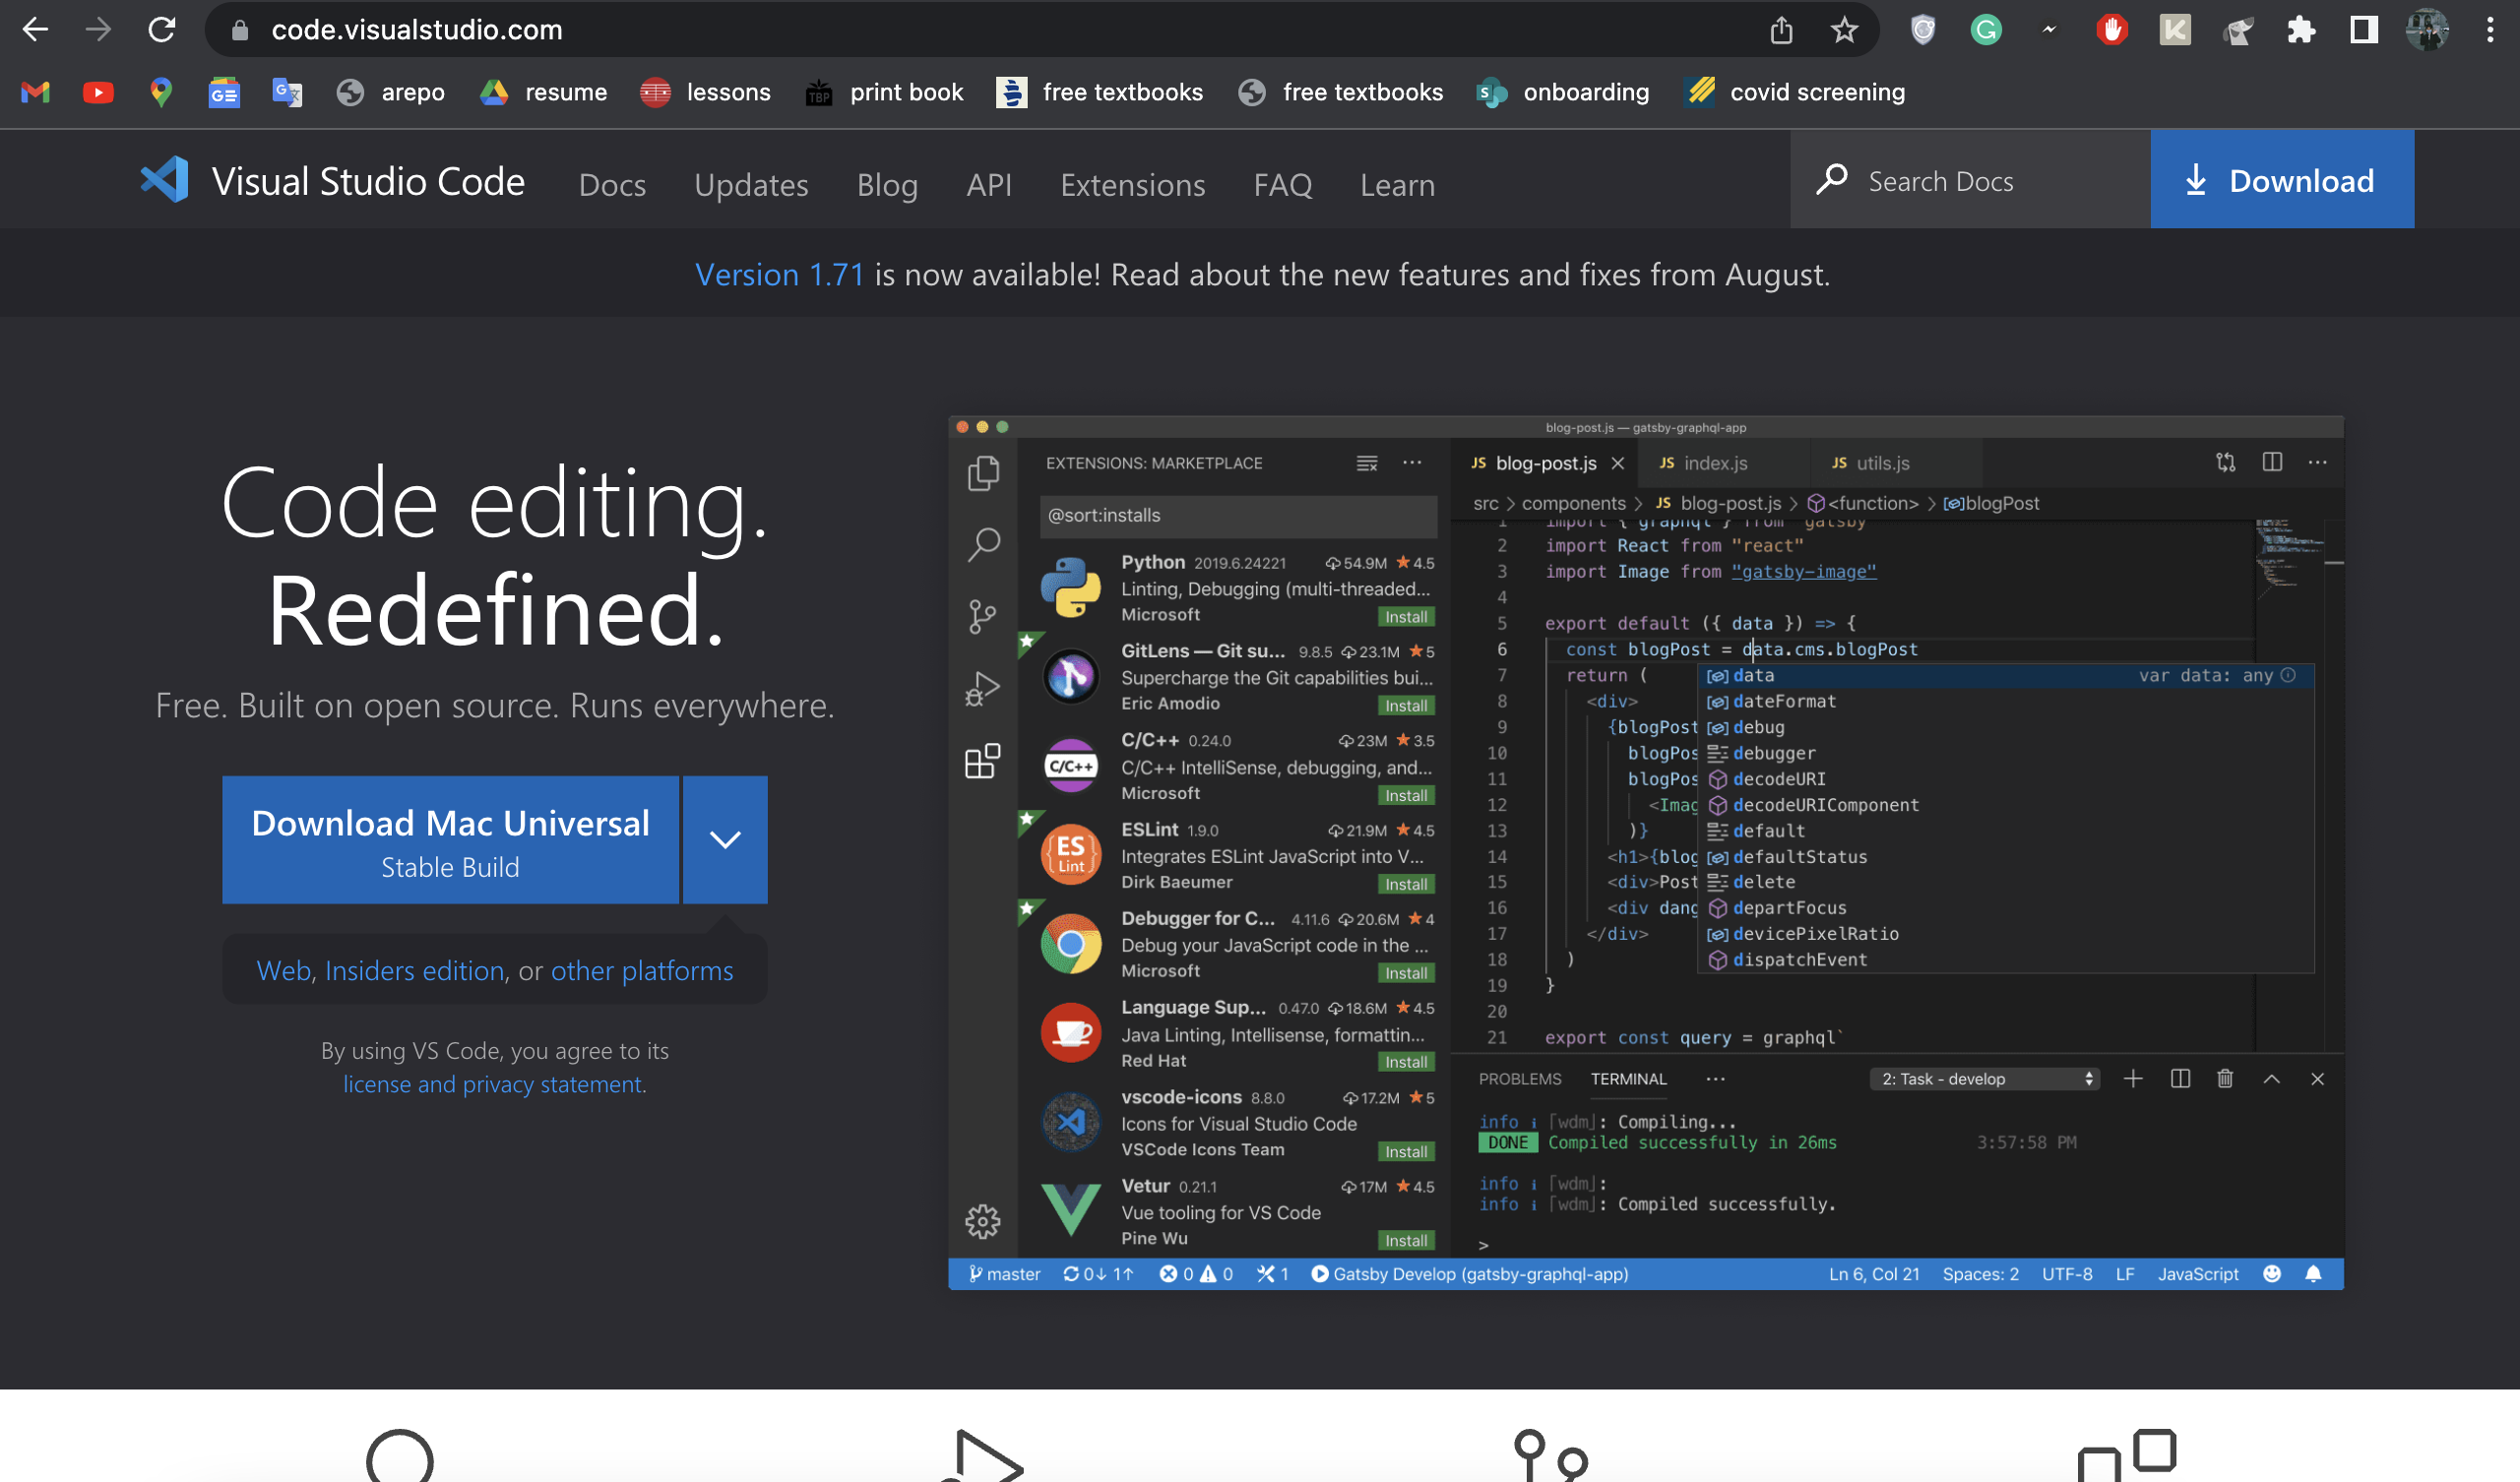 code.visualstudio.com
arepo resume lessons print book free textbooks free textbooks onboarding covid screening
Visual Studio Code Docs Updates Blog API Extensions FAQ Learn Search Docs Download
Version 1.71 is now available! Read about the new features and fixes from August.
Code editing.
Redefined.
Free. Built on open source. Runs everywhere.
Download Mac Universal
Stable Build
Web, Insiders edition, or other platforms
By using VS Code, you agree to its
license and privacy statement.
blog-post.js — gatsby-graphql-app
EXTENSIONS: MARKETPLACE
@sort:installs
Python 2019.6.24221 54.9M 4.5
Linting, Debugging (multi-threaded...
Microsoft Install
GitLens — Git su... 9.8.5 23.1M 5
Supercharge the Git capabilities bui...
Eric Amodio Install
C/C++
C/C++ 0.24.0 23M 3.5
C/C++ IntelliSense, debugging, and...
Microsoft Install
ES
Lint
ESLint 1.9.0 21.9M 4.5
Integrates ESLint JavaScript into V...
Dirk Baeumer Install
Debugger for C... 4.11.6 20.6M 4
Debug your JavaScript code in the ...
Microsoft Install
Language Sup... 0.47.0 18.6M 4.5
Java Linting, Intellisense, formattin...
Red Hat Install
vscode-icons 8.8.0 17.2M 5
Icons for Visual Studio Code
VSCode Icons Team Install
Vetur 0.21.1 17M 4.5
Vue tooling for VS Code
Pine Wu Install
JS blog-post.js JS index.js JS utils.js
src > components > JS blog-post.js > <function> > blogPost
1 import { graphql } from "gatsby"
2 import React from "react"
3 import Image from "gatsby-image"
4
5 export default ({ data }) => {
6 const blogPost = data.cms.blogPost
7 return (
8 <div>
9 {blogPost
10 blogPos
11 blogPos
12 <Imag
13 )}
14 <h1>{blog
15 <div>Post
16 <div dang
17 </div>
18 )
19 }
20
21 export const query = graphql`
data var data: any
dateFormat
debug
debugger
decodeURI
decodeURIComponent
default
defaultStatus
delete
departFocus
devicePixelRatio
dispatchEvent
PROBLEMS TERMINAL ... 2: Task - develop
info i ｢wdm｣: Compiling...
DONE Compiled successfully in 26ms 3:57:58 PM
info i ｢wdm｣:
info i ｢wdm｣: Compiled successfully.
>
master 0↓ 1↑ 0 0 1 Gatsby Develop (gatsby-graphql-app) Ln 6, Col 21 Spaces: 2 UTF-8 LF JavaScript